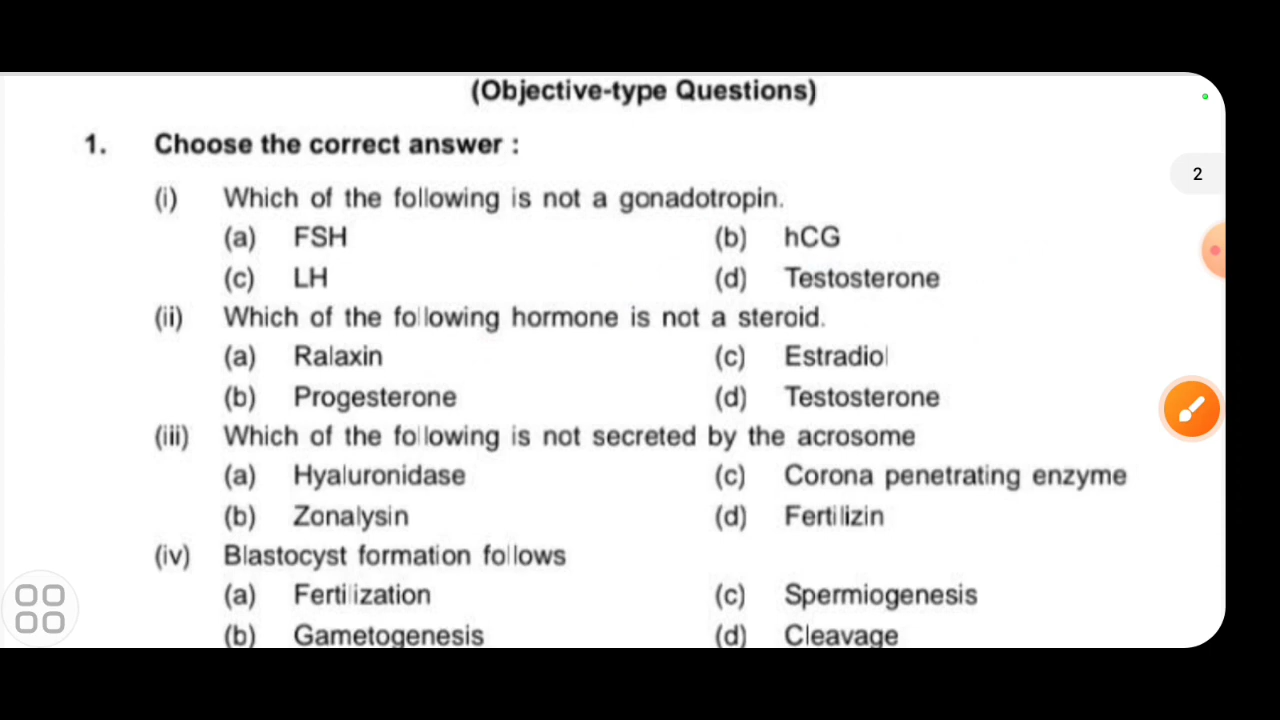 (Objective-type Questions)
1. Choose the correct answer :
2
(i) Which of the following is not a gonadotropin.
(a) FSH (b) hCG
(c) LH (d) Testosterone
(ii) Which of the following hormone is not a steroid.
(a) Ralaxin (c) Estradiol
(b) Progesterone (d) Testosterone
(iii) Which of the following is not secreted by the acrosome
(a) Hyaluronidase (c) Corona penetrating enzyme
(b) Zonalysin (d) Fertilizin
(iv) Blastocyst formation follows
(a) Fertilization (c) Spermiogenesis
(b) Gametogenesis (d) Cleavage